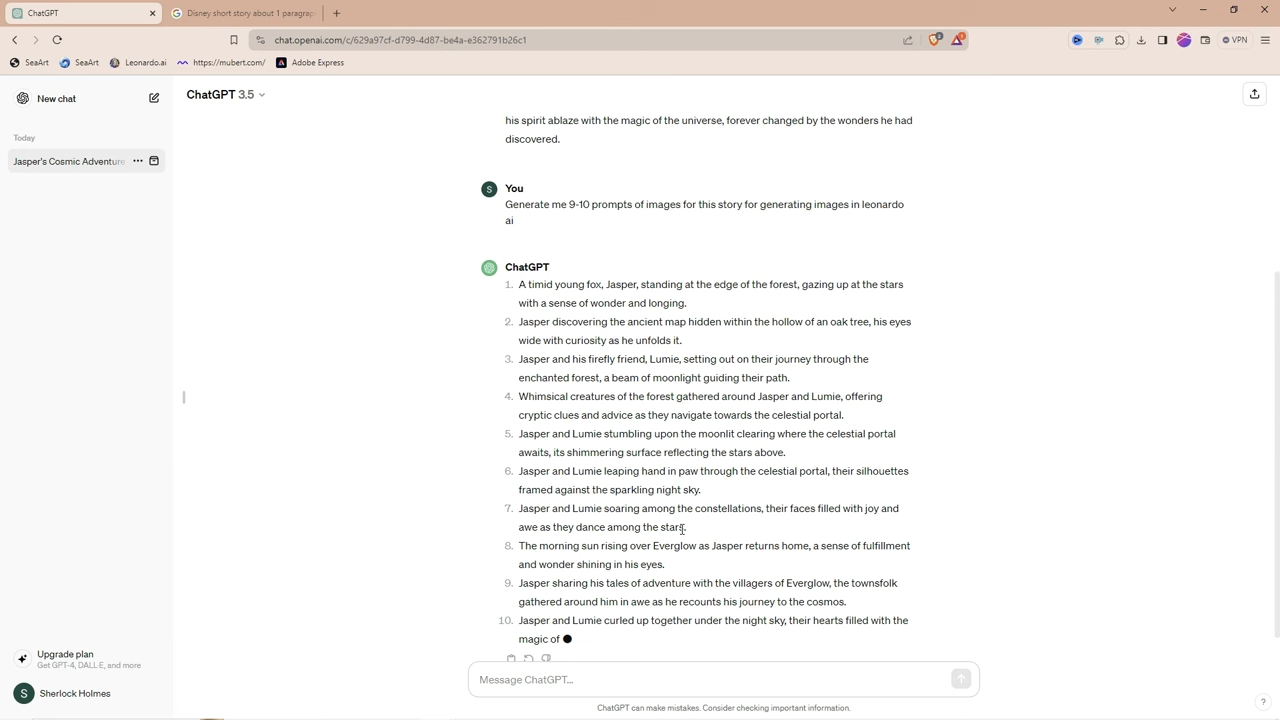 ChatGPT
Disney short story about 1 paragrap
chat.openai.com/c/629a97cf-d799-4d87-be4a-e362791b26c1
VPN
SeaArt
SeaArt
Leonardo.ai
https://mubert.com/
Adobe Express
New chat
ChatGPT 3.5
Today
Jasper's Cosmic Adventure
his spirit ablaze with the magic of the universe, forever changed by the wonders he had
discovered.
S
You
Generate me 9-10 prompts of images for this story for generating images in leonardo
ai
ChatGPT
1. A timid young fox, Jasper, standing at the edge of the forest, gazing up at the stars
with a sense of wonder and longing.
2. Jasper discovering the ancient map hidden within the hollow of an oak tree, his eyes
wide with curiosity as he unfolds it.
3. Jasper and his firefly friend, Lumie, setting out on their journey through the
enchanted forest, a beam of moonlight guiding their path.
4. Whimsical creatures of the forest gathered around Jasper and Lumie, offering
cryptic clues and advice as they navigate towards the celestial portal.
5. Jasper and Lumie stumbling upon the moonlit clearing where the celestial portal
awaits, its shimmering surface reflecting the stars above.
6. Jasper and Lumie leaping hand in paw through the celestial portal, their silhouettes
framed against the sparkling night sky.
7. Jasper and Lumie soaring among the constellations, their faces filled with joy and
awe as they dance among the stars.
8. The morning sun rising over Everglow as Jasper returns home, a sense of fulfillment
and wonder shining in his eyes.
9. Jasper sharing his tales of adventure with the villagers of Everglow, the townsfolk
gathered around him in awe as he recounts his journey to the cosmos.
10. Jasper and Lumie curled up together under the night sky, their hearts filled with the
magic of
Upgrade plan
Get GPT-4, DALL·E, and more
S
Sherlock Holmes
Message ChatGPT...
ChatGPT can make mistakes. Consider checking important information.
?